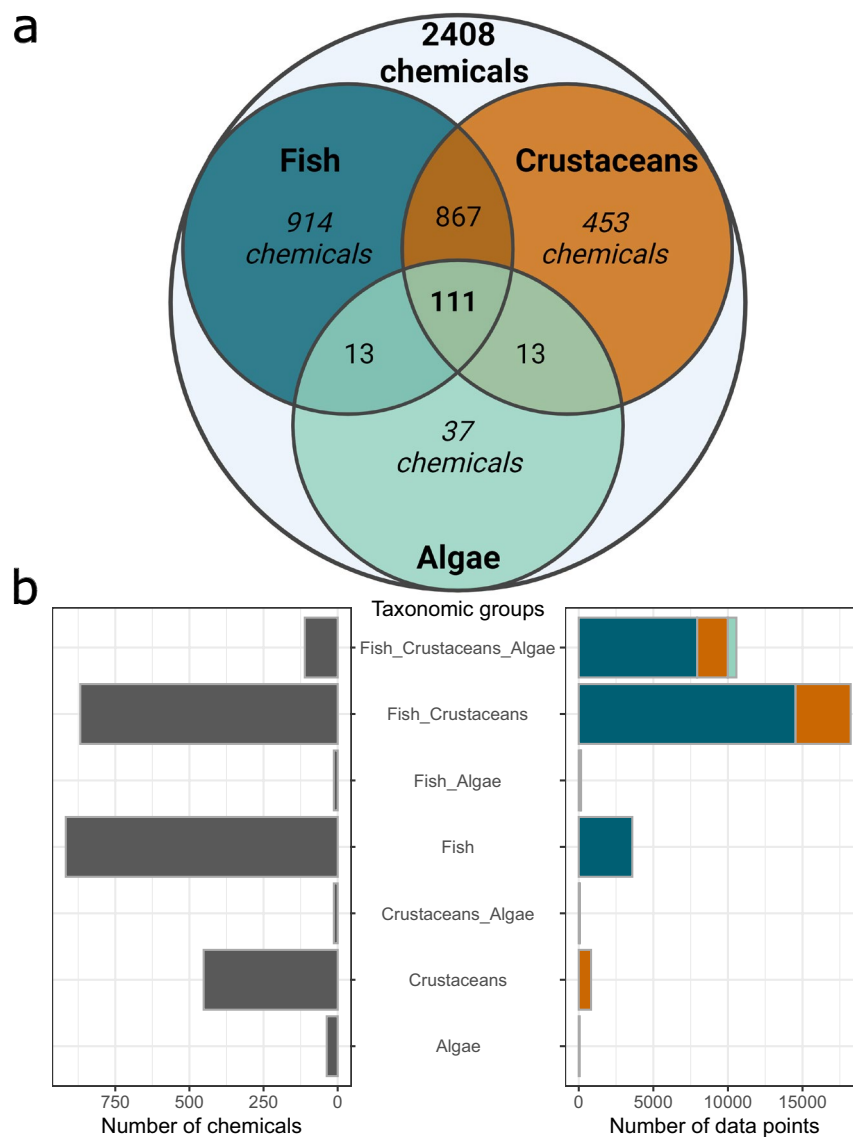 a
2408
chemicals
Fish
Crustaceans
914
chemicals
867
453
chemicals
111
13
13
37
chemicals
Algae
b
Taxonomic groups
Fish_Crustaceans_Algae
Fish_Crustaceans
Fish_Algae
Fish
Crustaceans_Algae
Crustaceans
Algae
750 500 250 0
0 5000 10000 15000
Number of chemicals
Number of data points